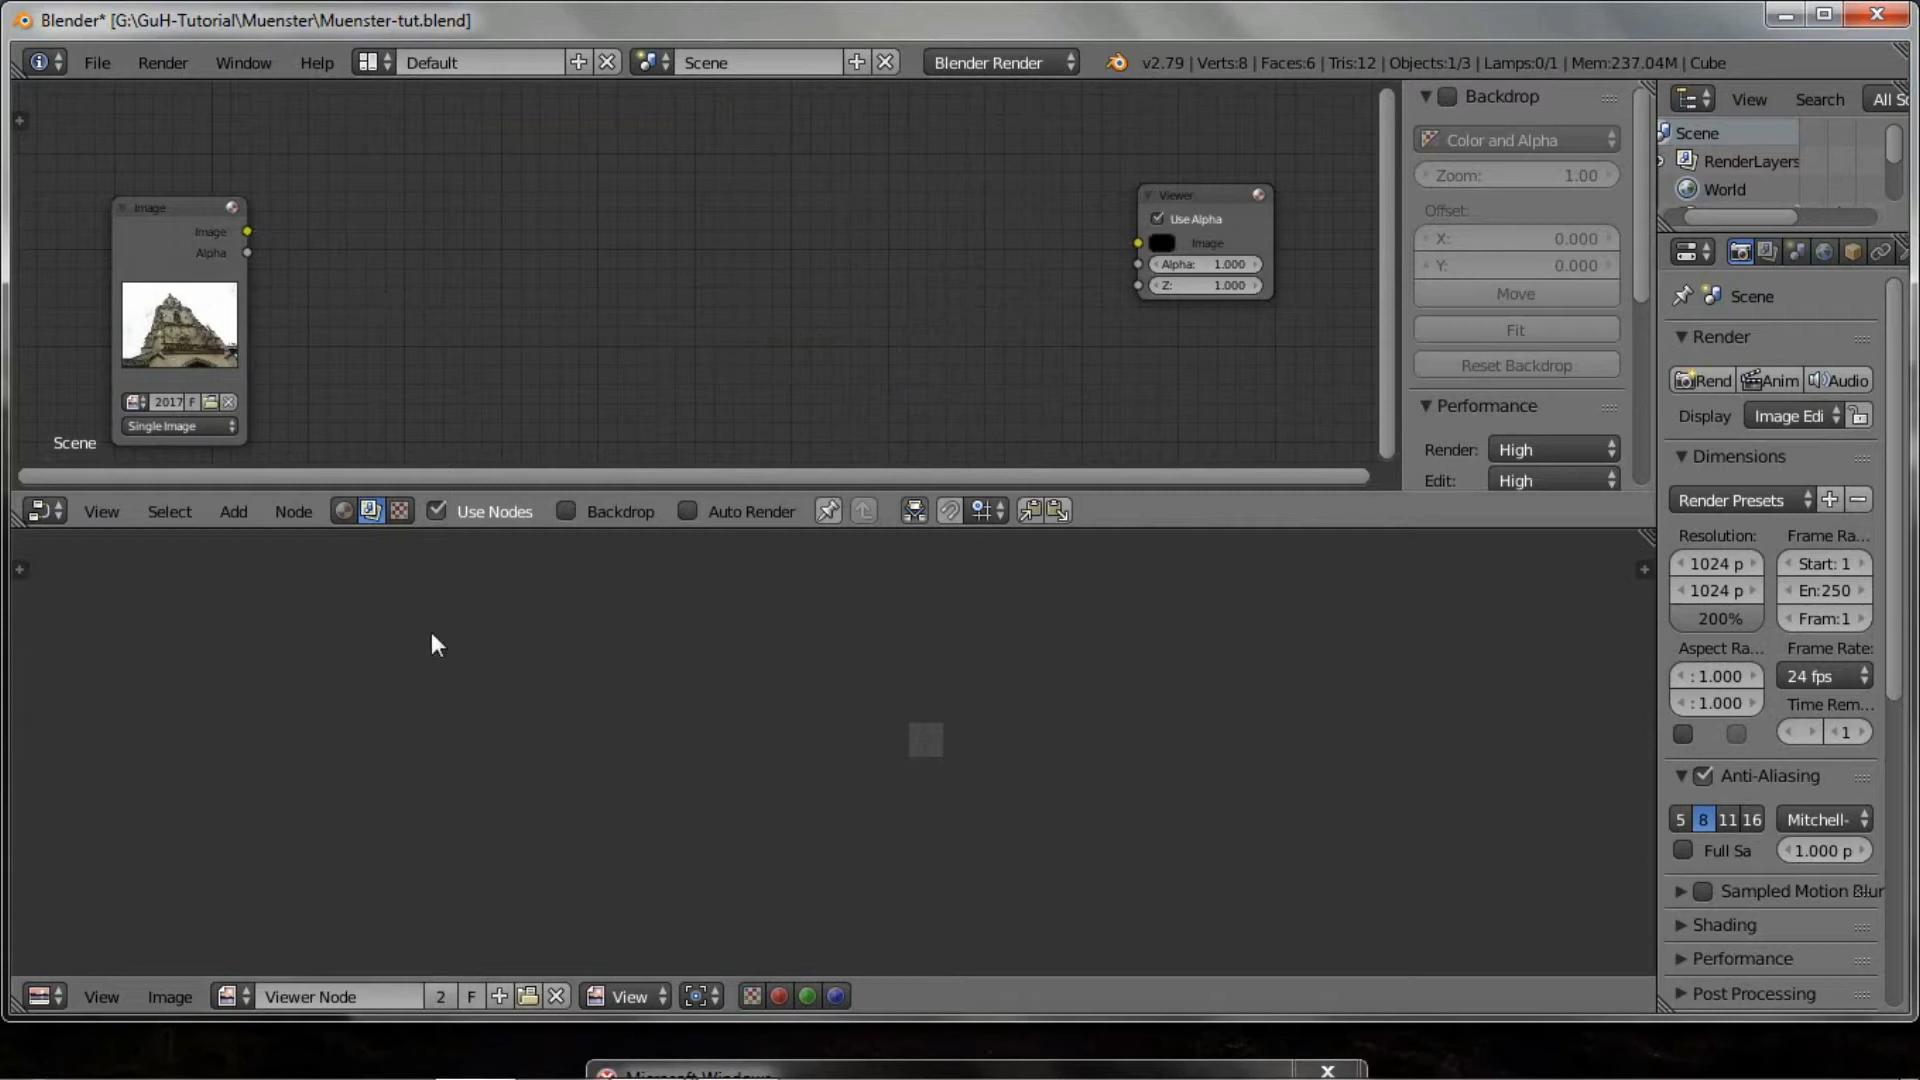 Blender* [G:\GuH-Tutorial\Muenster\Muenster-tut.blend]
File Render Window Help Default Scene Blender Render v2.79 | Verts:8 | Faces:6 | Tris:12 | Objects:1/3 | Lamps:0/1 | Mem:237.04M | Cube
Backdrop
Color and Alpha
Zoom: 1.00
Offset:
X: 0.000
Y: 0.000
Move
Fit
Reset Backdrop
Performance
Render: High
Edit: High
Image
Image
Alpha
2017 F
Single Image
Scene
Viewer
Use Alpha
Image
Alpha: 1.000
Z: 1.000
View Select Add Node Use Nodes Backdrop Auto Render
View Image Viewer Node 2 F View
View Search All Sc
Scene
RenderLayers
World
Scene
Render
Rend Anim Audio
Display Image Edi
Dimensions
Render Presets
Resolution: Frame Ra...
1024 p Start: 1
1024 p En:250
200% Fram:1
Aspect Ra... Frame Rate:
: 1.000 24 fps
: 1.000 Time Rem...
1
Anti-Aliasing
5 8 11 16 Mitchell-
Full Sa 1.000 p
Sampled Motion Blur
Shading
Performance
Post Processing
Microsoft Windows